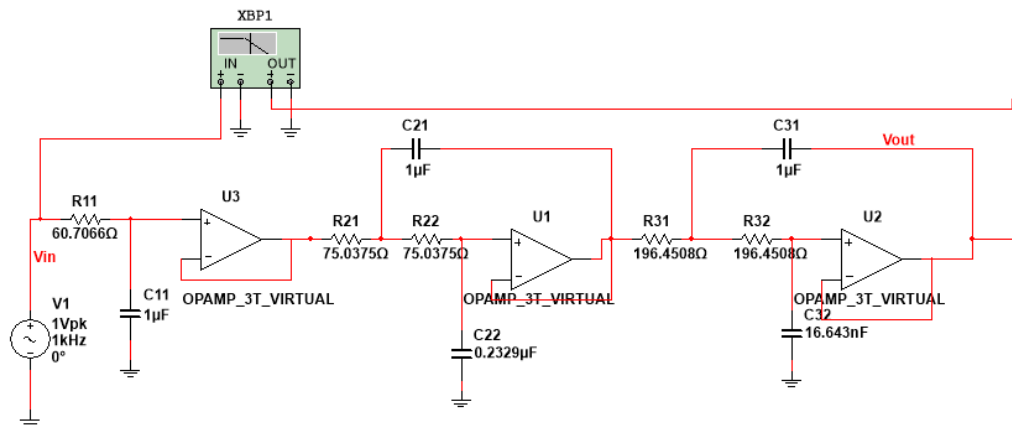 XBP1
IN OUT
+ − + −
C21
1µF
C31
1µF
Vout
R11
60.7066Ω
U3
R21
75.0375Ω
R22
75.0375Ω
U1
R31
196.4508Ω
R32
196.4508Ω
U2
Vin
OPAMP_3T_VIRTUAL
OPAMP_3T_VIRTUAL
OPAMP_3T_VIRTUAL
V1
1Vpk
1kHz
0°
C11
1µF
C22
0.2329µF
C32
16.643nF